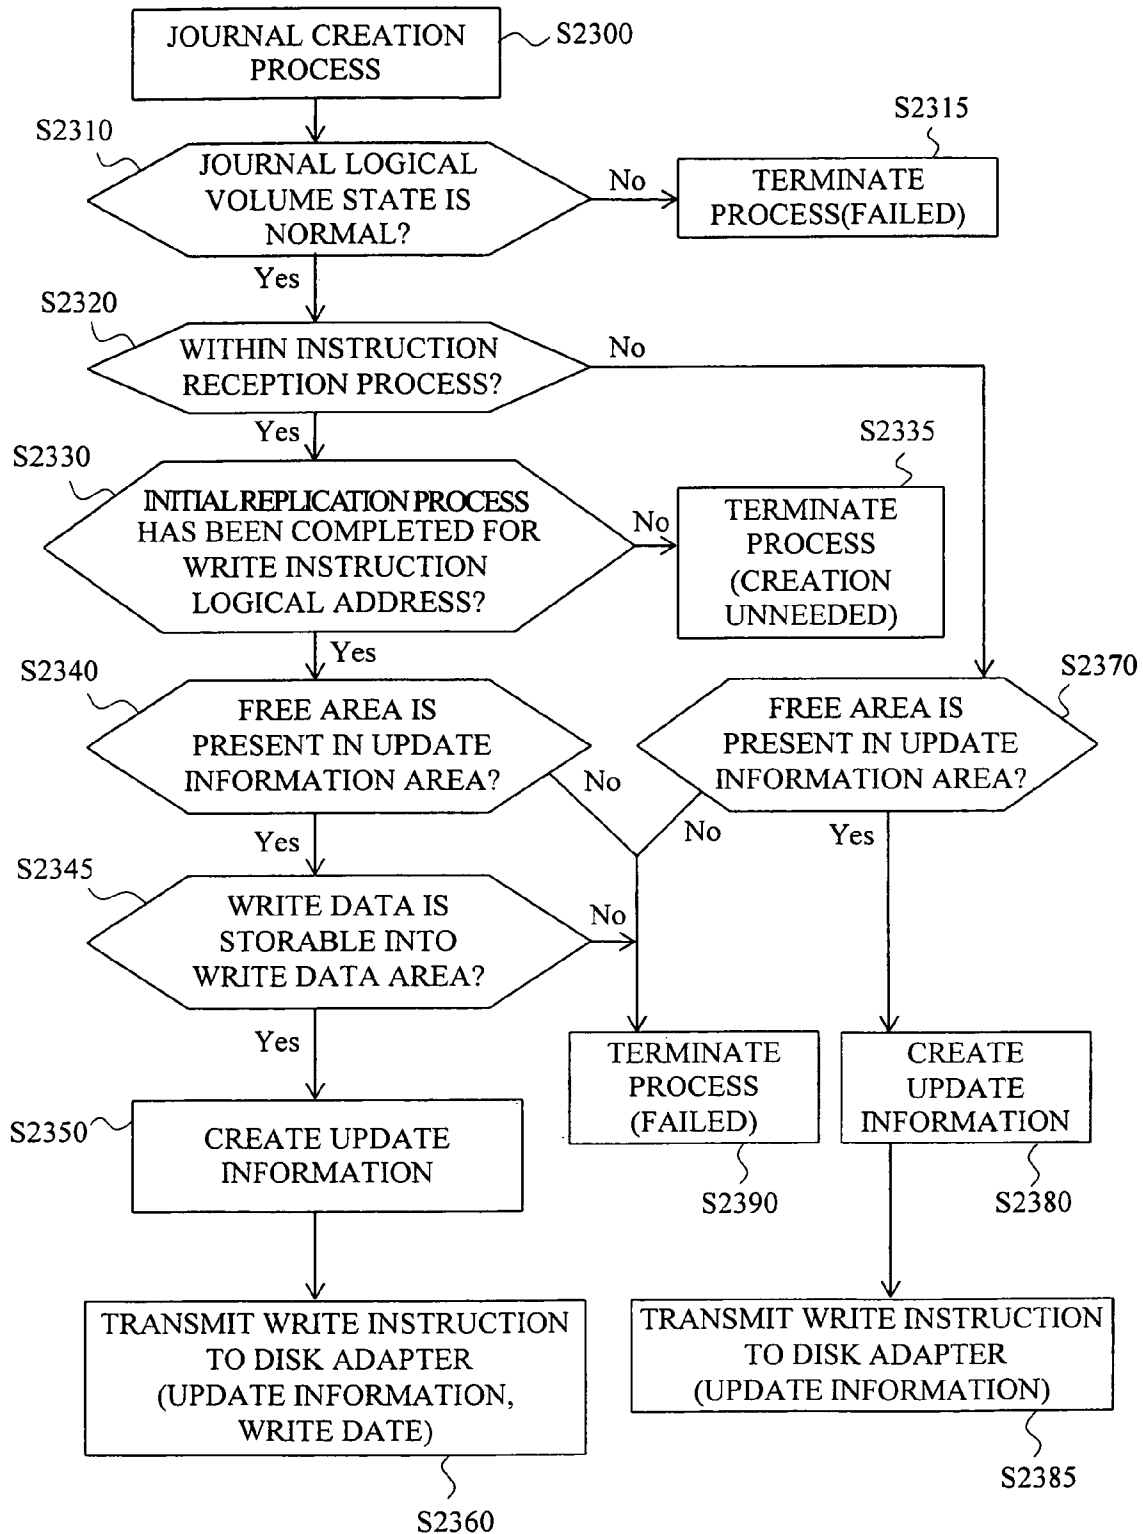 JOURNAL CREATION
PROCESS
S2300
S2310
JOURNAL LOGICAL
VOLUME STATE IS
NORMAL?
No
S2315
TERMINATE
PROCESS(FAILED)
Yes
S2320
WITHIN INSTRUCTION
RECEPTION PROCESS?
No
Yes
S2330
INITIAL REPLICATION PROCESS
HAS BEEN COMPLETED FOR
WRITE INSTRUCTION
LOGICAL ADDRESS?
No
S2335
TERMINATE
PROCESS
(CREATION
UNNEEDED)
Yes
S2340
FREE AREA IS
PRESENT IN UPDATE
INFORMATION AREA?
No
S2370
FREE AREA IS
PRESENT IN UPDATE
INFORMATION AREA?
No
Yes
Yes
S2345
WRITE DATA IS
STORABLE INTO
WRITE DATA AREA?
No
Yes
TERMINATE
PROCESS
(FAILED)
S2390
CREATE
UPDATE
INFORMATION
S2380
S2350
CREATE UPDATE
INFORMATION
TRANSMIT WRITE INSTRUCTION
TO DISK ADAPTER
(UPDATE INFORMATION,
WRITE DATE)
S2360
TRANSMIT WRITE INSTRUCTION
TO DISK ADAPTER
(UPDATE INFORMATION)
S2385